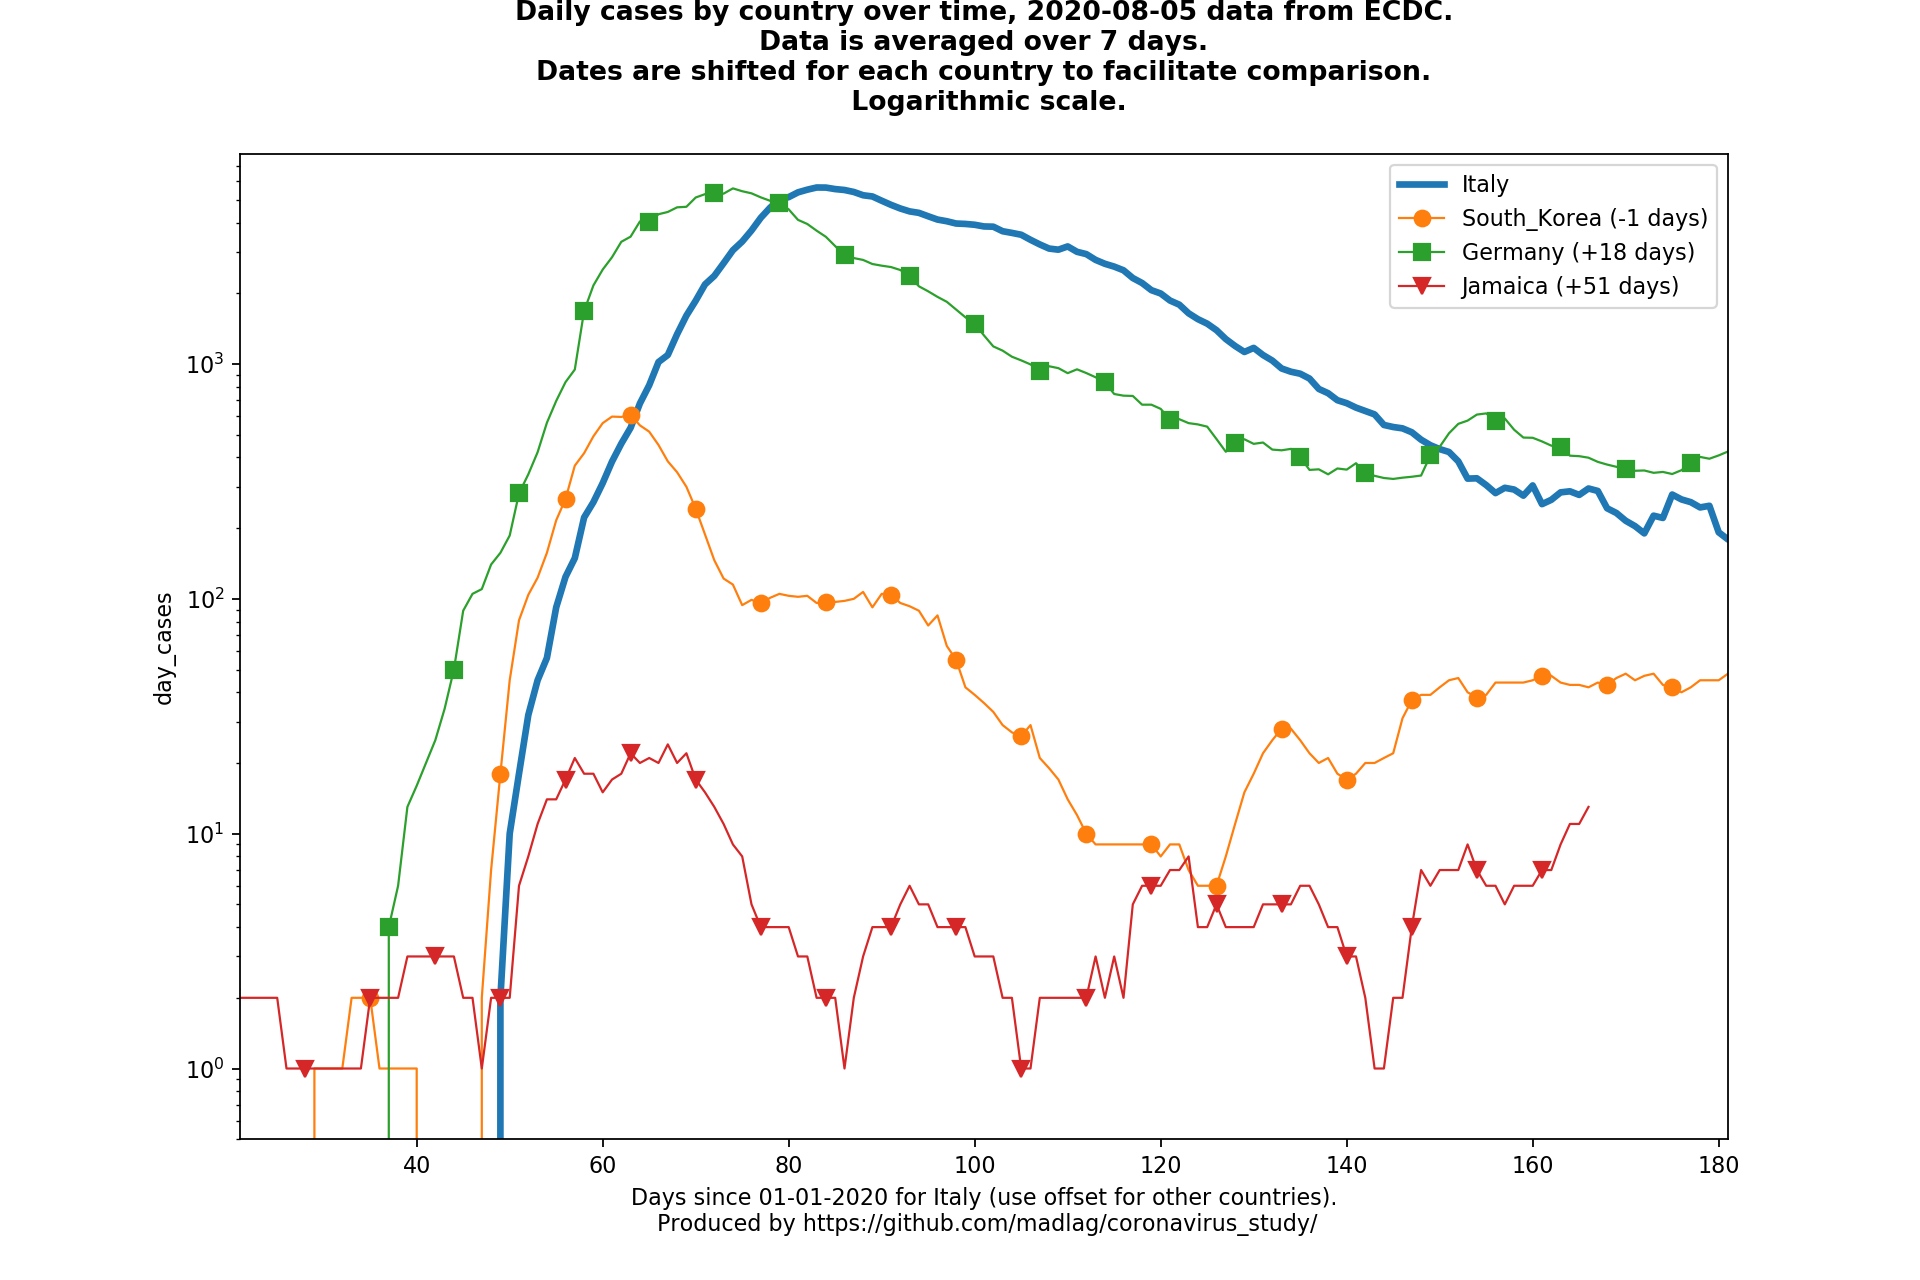 Daily cases by country over time, 2020-08-05 data from ECDC.
Data is averaged over 7 days.
Dates are shifted for each country to facilitate comparison.
Logarithmic scale.
Italy
South_Korea (-1 days)
Germany (+18 days)
Jamaica (+51 days)
day_cases
10³
10²
10¹
10⁰
40 60 80 100 120 140 160 180
Days since 01-01-2020 for Italy (use offset for other countries).
Produced by https://github.com/madlag/coronavirus_study/